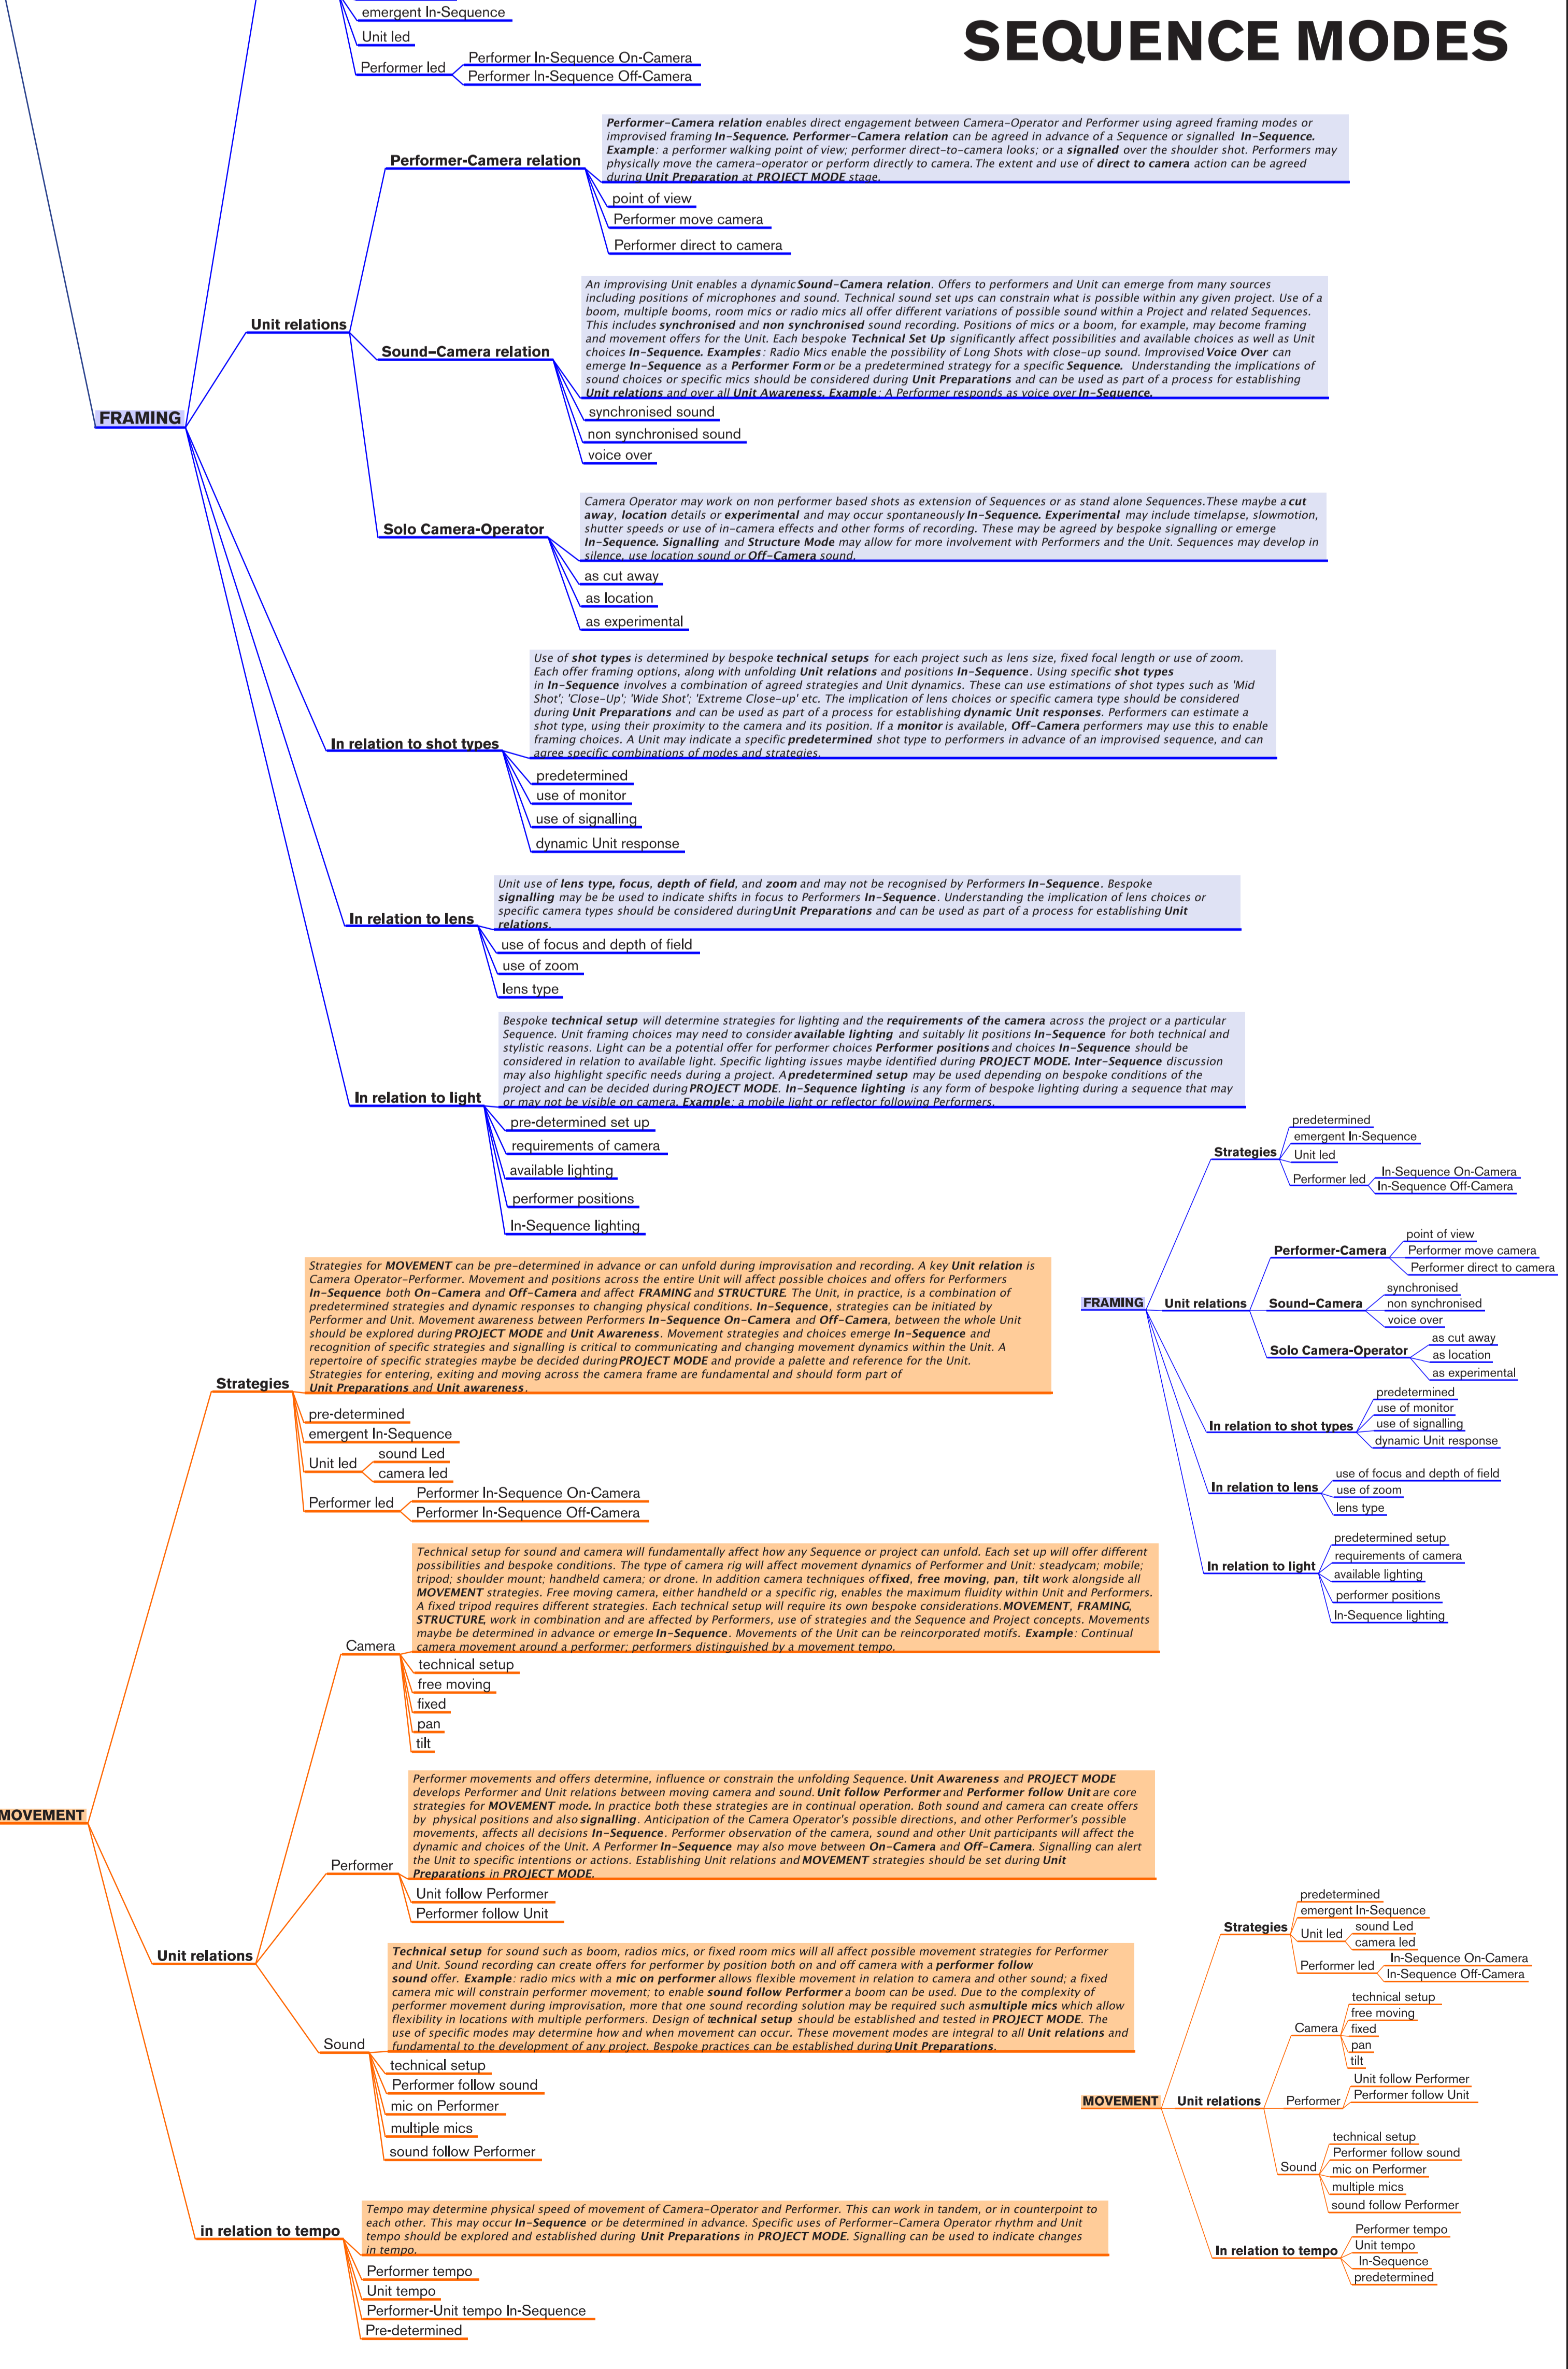 SEQUENCE MODES
emergent In-Sequence
Unit led
Performer led
Performer In-Sequence On-Camera
Performer In-Sequence Off-Camera
FRAMING
Unit relations
Performer-Camera relation
Performer-Camera relation enables direct engagement between Camera-Operator and Performer using agreed framing modes or
improvised framing In-Sequence. Performer-Camera relation can be agreed in advance of a Sequence or signalled In-Sequence.
Example: a performer walking point of view; performer direct-to-camera looks; or a signalled over the shoulder shot. Performers may
physically move the camera-operator or perform directly to camera. The extent and use of direct to camera action can be agreed
during Unit Preparation at PROJECT MODE stage.
point of view
Performer move camera
Performer direct to camera
Sound–Camera relation
An improvising Unit enables a dynamic Sound-Camera relation. Offers to performers and Unit can emerge from many sources
including positions of microphones and sound. Technical sound set ups can constrain what is possible within any given project. Use of a
boom, multiple booms, room mics or radio mics all offer different variations of possible sound within a Project and related Sequences.
This includes synchronised and non synchronised sound recording. Positions of mics or a boom, for example, may become framing
and movement offers for the Unit. Each bespoke Technical Set Up significantly affect possibilities and available choices as well as Unit
choices In-Sequence. Examples: Radio Mics enable the possibility of Long Shots with close-up sound. Improvised Voice Over can
emerge In-Sequence as a Performer Form or be a predetermined strategy for a specific Sequence. Understanding the implications of
sound choices or specific mics should be considered during Unit Preparations and can be used as part of a process for establishing
Unit relations and over all Unit Awareness. Example: A Performer responds as voice over In-Sequence.
synchronised sound
non synchronised sound
voice over
Solo Camera-Operator
Camera Operator may work on non performer based shots as extension of Sequences or as stand alone Sequences. These maybe a cut
away, location details or experimental and may occur spontaneously In-Sequence. Experimental may include timelapse, slowmotion,
shutter speeds or use of in-camera effects and other forms of recording. These may be agreed by bespoke signalling or emerge
In-Sequence. Signalling and Structure Mode may allow for more involvement with Performers and the Unit. Sequences may develop in
silence, use location sound or Off-Camera sound.
as cut away
as location
as experimental
In relation to shot types
Use of shot types is determined by bespoke technical setups for each project such as lens size, fixed focal length or use of zoom.
Each offer framing options, along with unfolding Unit relations and positions In-Sequence. Using specific shot types
in In-Sequence involves a combination of agreed strategies and Unit dynamics. These can use estimations of shot types such as 'Mid
Shot'; 'Close-Up'; 'Wide Shot'; 'Extreme Close-up' etc. The implication of lens choices or specific camera type should be considered
during Unit Preparations and can be used as part of a process for establishing dynamic Unit responses. Performers can estimate a
shot type, using their proximity to the camera and its position. If a monitor is available, Off-Camera performers may use this to enable
framing choices. A Unit may indicate a specific predetermined shot type to performers in advance of an improvised sequence, and can
agree specific combinations of modes and strategies.
predetermined
use of monitor
use of signalling
dynamic Unit response
In relation to lens
Unit use of lens type, focus, depth of field, and zoom and may not be recognised by Performers In-Sequence. Bespoke
signalling may be be used to indicate shifts in focus to Performers In-Sequence. Understanding the implication of lens choices or
specific camera types should be considered during Unit Preparations and can be used as part of a process for establishing Unit
relations.
use of focus and depth of field
use of zoom
lens type
In relation to light
Bespoke technical setup will determine strategies for lighting and the requirements of the camera across the project or a particular
Sequence. Unit framing choices may need to consider available lighting and suitably lit positions In-Sequence for both technical and
stylistic reasons. Light can be a potential offer for performer choices Performer positions and choices In-Sequence should be
considered in relation to available light. Specific lighting issues maybe identified during PROJECT MODE. Inter-Sequence discussion
may also highlight specific needs during a project. A predetermined setup may be used depending on bespoke conditions of the
project and can be decided during PROJECT MODE. In-Sequence lighting is any form of bespoke lighting during a sequence that may
or may not be visible on camera. Example: a mobile light or reflector following Performers.
pre-determined set up
requirements of camera
available lighting
performer positions
In-Sequence lighting
FRAMING
Strategies
predetermined
emergent In-Sequence
Unit led
Performer led
In-Sequence On-Camera
In-Sequence Off-Camera
Unit relations
Performer-Camera
point of view
Performer move camera
Performer direct to camera
Sound–Camera
synchronised
non synchronised
voice over
Solo Camera-Operator
as cut away
as location
as experimental
In relation to shot types
predetermined
use of monitor
use of signalling
dynamic Unit response
In relation to lens
use of focus and depth of field
use of zoom
lens type
In relation to light
predetermined setup
requirements of camera
available lighting
performer positions
In-Sequence lighting
MOVEMENT
Strategies
Strategies for MOVEMENT can be pre-determined in advance or can unfold during improvisation and recording. A key Unit relation is
Camera Operator-Performer. Movement and positions across the entire Unit will affect possible choices and offers for Performers
In-Sequence both On-Camera and Off-Camera and affect FRAMING and STRUCTURE. The Unit, in practice, is a combination of
predetermined strategies and dynamic responses to changing physical conditions. In-Sequence, strategies can be initiated by
Performer and Unit. Movement awareness between Performers In-Sequence On-Camera and Off-Camera, between the whole Unit
should be explored during PROJECT MODE and Unit Awareness. Movement strategies and choices emerge In-Sequence and
recognition of specific strategies and signalling is critical to communicating and changing movement dynamics within the Unit. A
repertoire of specific strategies maybe be decided during PROJECT MODE and provide a palette and reference for the Unit.
Strategies for entering, exiting and moving across the camera frame are fundamental and should form part of
Unit Preparations and Unit awareness.
pre-determined
emergent In-Sequence
Unit led
sound Led
camera led
Performer led
Performer In-Sequence On-Camera
Performer In-Sequence Off-Camera
Unit relations
Camera
Technical setup for sound and camera will fundamentally affect how any Sequence or project can unfold. Each set up will offer different
possibilities and bespoke conditions. The type of camera rig will affect movement dynamics of Performer and Unit: steadycam; mobile;
tripod; shoulder mount; handheld camera; or drone. In addition camera techniques of fixed, free moving, pan, tilt work alongside all
MOVEMENT strategies. Free moving camera, either handheld or a specific rig, enables the maximum fluidity within Unit and Performers.
A fixed tripod requires different strategies. Each technical setup will require its own bespoke considerations. MOVEMENT, FRAMING,
STRUCTURE, work in combination and are affected by Performers, use of strategies and the Sequence and Project concepts. Movements
maybe be determined in advance or emerge In-Sequence. Movements of the Unit can be reincorporated motifs. Example: Continual
camera movement around a performer; performers distinguished by a movement tempo.
technical setup
free moving
fixed
pan
tilt
Performer
Performer movements and offers determine, influence or constrain the unfolding Sequence. Unit Awareness and PROJECT MODE
develops Performer and Unit relations between moving camera and sound. Unit follow Performer and Performer follow Unit are core
strategies for MOVEMENT mode. In practice both these strategies are in continual operation. Both sound and camera can create offers
by physical positions and also signalling. Anticipation of the Camera Operator's possible directions, and other Performer's possible
movements, affects all decisions In-Sequence. Performer observation of the camera, sound and other Unit participants will affect the
dynamic and choices of the Unit. A Performer In-Sequence may also move between On-Camera and Off-Camera. Signalling can alert
the Unit to specific intentions or actions. Establishing Unit relations and MOVEMENT strategies should be set during Unit
Preparations in PROJECT MODE.
Unit follow Performer
Performer follow Unit
Sound
Technical setup for sound such as boom, radios mics, or fixed room mics will all affect possible movement strategies for Performer
and Unit. Sound recording can create offers for performer by position both on and off camera with a performer follow
sound offer. Example: radio mics with a mic on performer allows flexible movement in relation to camera and other sound; a fixed
camera mic will constrain performer movement; to enable sound follow Performer a boom can be used. Due to the complexity of
performer movement during improvisation, more that one sound recording solution may be required such as multiple mics which allow
flexibility in locations with multiple performers. Design of technical setup should be established and tested in PROJECT MODE. The
use of specific modes may determine how and when movement can occur. These movement modes are integral to all Unit relations and
fundamental to the development of any project. Bespoke practices can be established during Unit Preparations.
technical setup
Performer follow sound
mic on Performer
multiple mics
sound follow Performer
in relation to tempo
Tempo may determine physical speed of movement of Camera-Operator and Performer. This can work in tandem, or in counterpoint to
each other. This may occur In-Sequence or be determined in advance. Specific uses of Performer-Camera Operator rhythm and Unit
tempo should be explored and established during Unit Preparations in PROJECT MODE. Signalling can be used to indicate changes
in tempo.
Performer tempo
Unit tempo
Performer-Unit tempo In-Sequence
Pre-determined
MOVEMENT
Strategies
predetermined
emergent In-Sequence
Unit led
sound Led
camera led
Performer led
In-Sequence On-Camera
In-Sequence Off-Camera
Unit relations
Camera
technical setup
free moving
fixed
pan
tilt
Performer
Unit follow Performer
Performer follow Unit
Sound
technical setup
Performer follow sound
mic on Performer
multiple mics
sound follow Performer
In relation to tempo
Performer tempo
Unit tempo
In-Sequence
predetermined